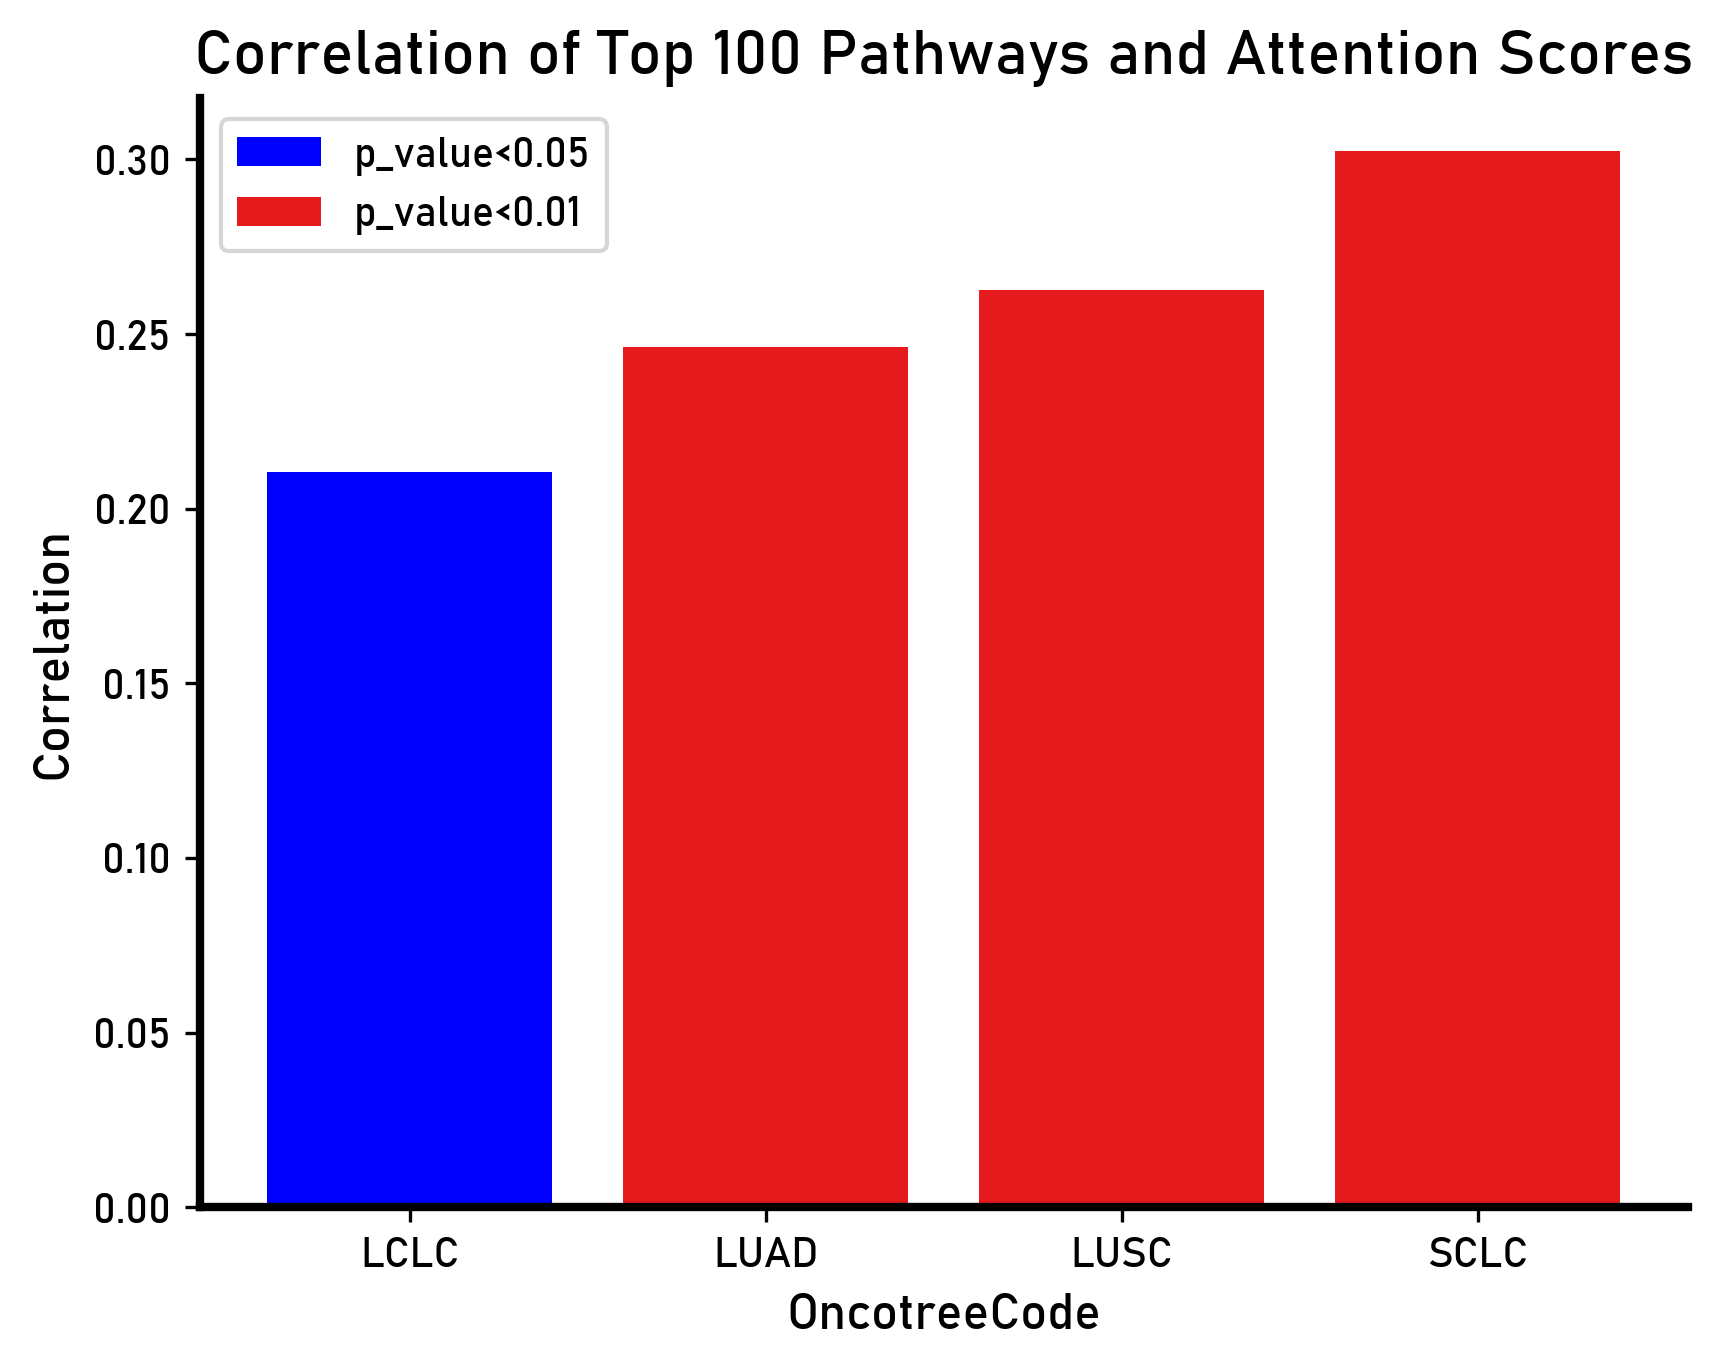 Correlation of Top 100 Pathways and Attention Scores
p_value<0.05
p_value<0.01
0.30
0.25
0.20
0.15
0.10
0.05
0.00
Correlation
LCLC
LUAD
LUSC
SCLC
OncotreeCode